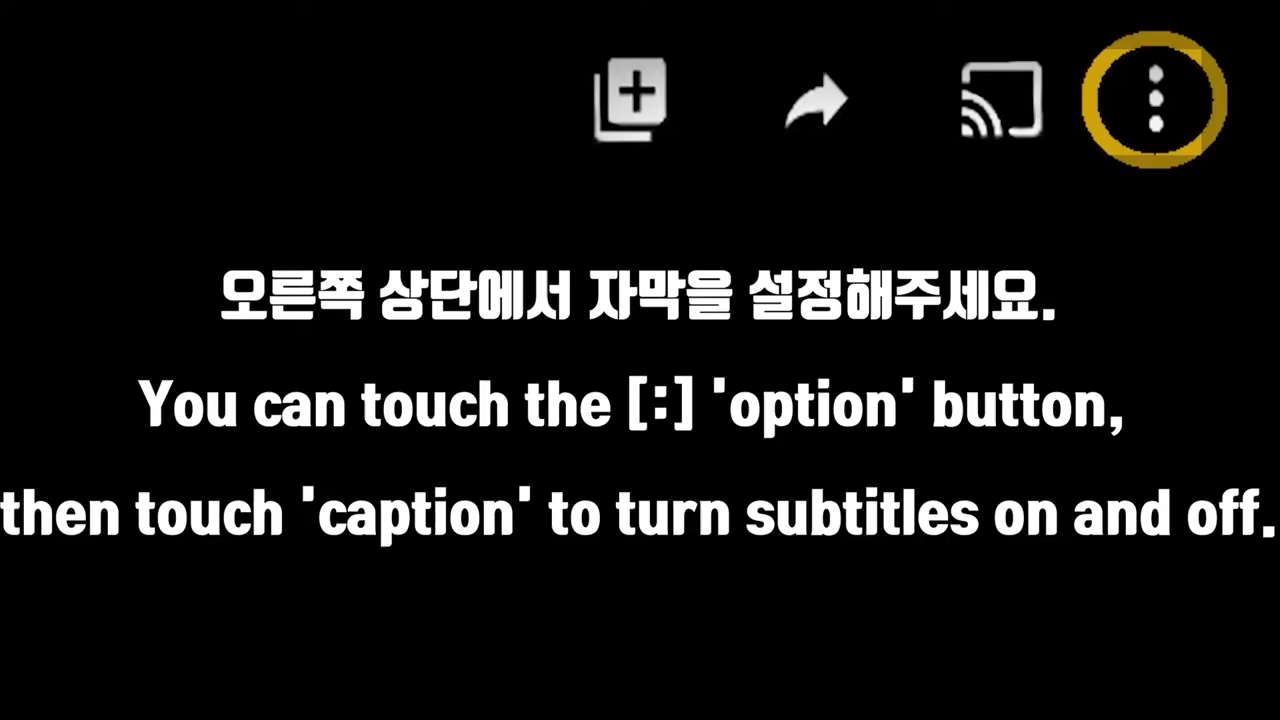 오른쪽 상단에서 자막을 설정해주세요.
You can touch the [:] 'option' button,
then touch 'caption' to turn subtitles on and off.